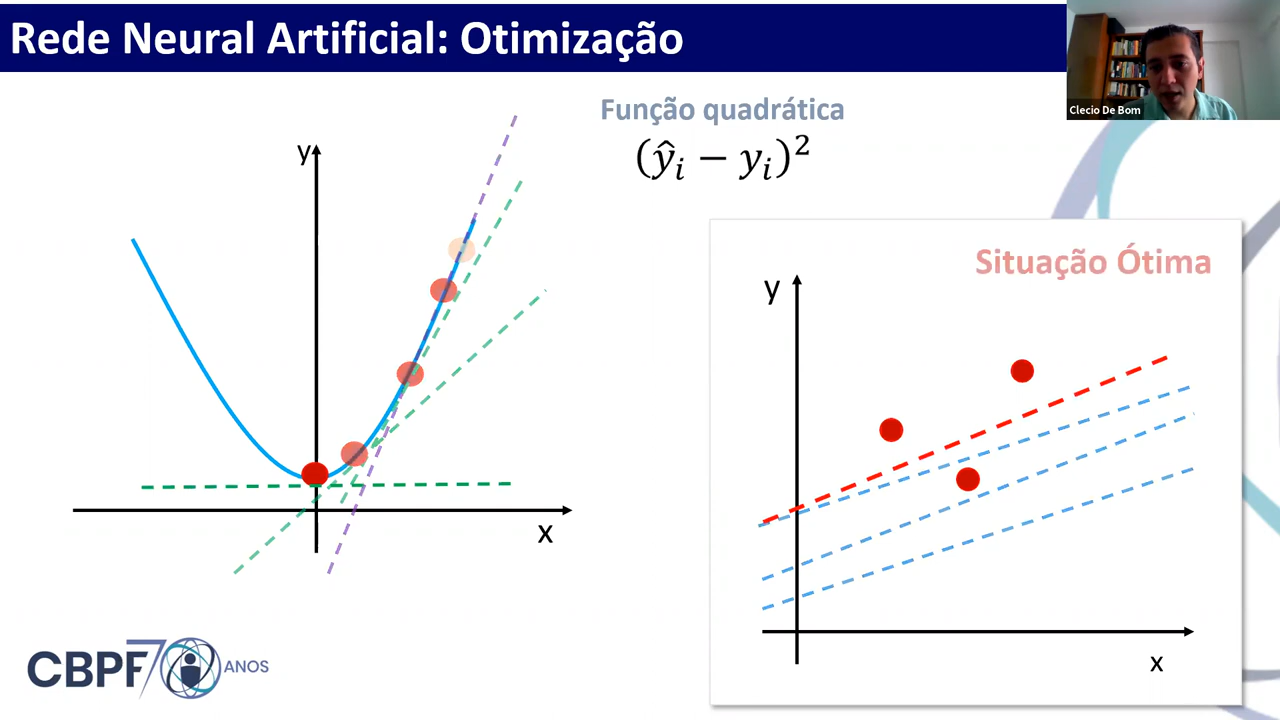 Rede Neural Artificial: Otimização
Clecio De Bom
Função quadrática
(ŷᵢ − yᵢ)²
y
x
Situação Ótima
y
x
CBPF 70 ANOS